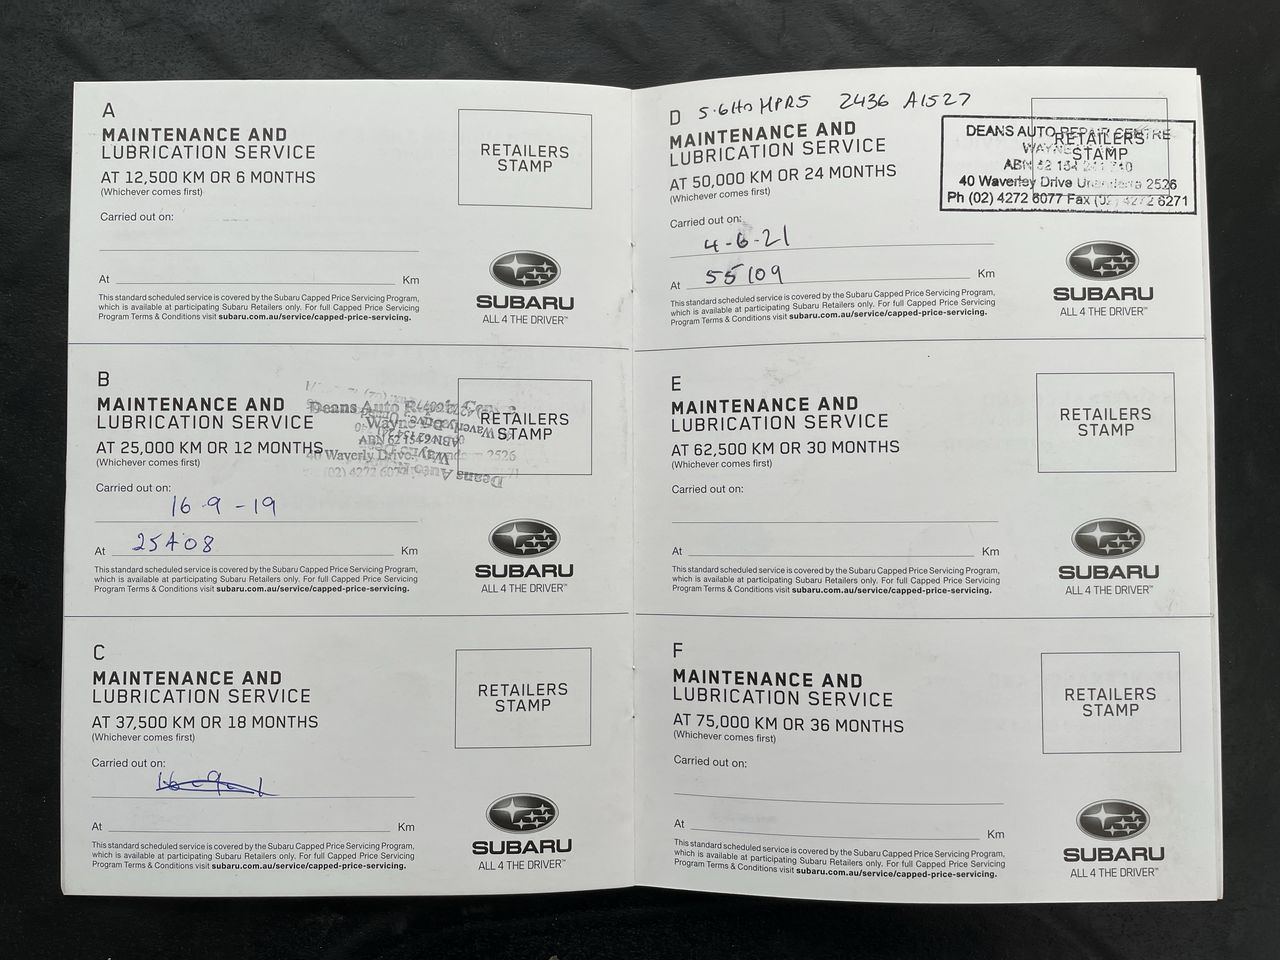 A
MAINTENANCE AND
LUBRICATION SERVICE
AT 12,500 KM OR 6 MONTHS
(Whichever comes first)
Carried out on:
At Km
This standard scheduled service is covered by the Subaru Capped Price Servicing Program,
which is available at participating Subaru Retailers only. For full Capped Price Servicing
Program Terms & Conditions visit subaru.com.au/service/capped-price-servicing.
RETAILERS
STAMP
SUBARU
ALL 4 THE DRIVER™
B
MAINTENANCE AND
LUBRICATION SERVICE
AT 25,000 KM OR 12 MONTHS
(Whichever comes first)
Carried out on:
16-9-19
At 25408 Km
This standard scheduled service is covered by the Subaru Capped Price Servicing Program,
which is available at participating Subaru Retailers only. For full Capped Price Servicing
Program Terms & Conditions visit subaru.com.au/service/capped-price-servicing.
RETAILERS
STAMP
Deans Auto
40 Waverly Drive 2526
SUBARU
ALL 4 THE DRIVER™
C
MAINTENANCE AND
LUBRICATION SERVICE
AT 37,500 KM OR 18 MONTHS
(Whichever comes first)
Carried out on:
At Km
This standard scheduled service is covered by the Subaru Capped Price Servicing Program,
which is available at participating Subaru Retailers only. For full Capped Price Servicing
Program Terms & Conditions visit subaru.com.au/service/capped-price-servicing.
RETAILERS
STAMP
SUBARU
ALL 4 THE DRIVER™
D 2436 A1527
MAINTENANCE AND
LUBRICATION SERVICE
AT 50,000 KM OR 24 MONTHS
(Whichever comes first)
Carried out on:
4-6-21
At 55109 Km
This standard scheduled service is covered by the Subaru Capped Price Servicing Program,
which is available at participating Subaru Retailers only. For full Capped Price Servicing
Program Terms & Conditions visit subaru.com.au/service/capped-price-servicing.
RETAILERS
STAMP
DEANS AUTO REPAIR CENTRE
40 Waverley Drive Unanderra 2526
Ph (02) 4272 6077 Fax (02) 4272 6271
SUBARU
ALL 4 THE DRIVER™
E
MAINTENANCE AND
LUBRICATION SERVICE
AT 62,500 KM OR 30 MONTHS
(Whichever comes first)
Carried out on:
At Km
This standard scheduled service is covered by the Subaru Capped Price Servicing Program,
which is available at participating Subaru Retailers only. For full Capped Price Servicing
Program Terms & Conditions visit subaru.com.au/service/capped-price-servicing.
RETAILERS
STAMP
SUBARU
ALL 4 THE DRIVER™
F
MAINTENANCE AND
LUBRICATION SERVICE
AT 75,000 KM OR 36 MONTHS
(Whichever comes first)
Carried out on:
At Km
This standard scheduled service is covered by the Subaru Capped Price Servicing Program,
which is available at participating Subaru Retailers only. For full Capped Price Servicing
Program Terms & Conditions visit subaru.com.au/service/capped-price-servicing.
RETAILERS
STAMP
SUBARU
ALL 4 THE DRIVER™